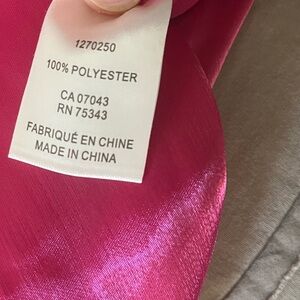 1270250
100% POLYESTER
CA 07043
RN 75343
FABRIQUÉ EN CHINE
MADE IN CHINA